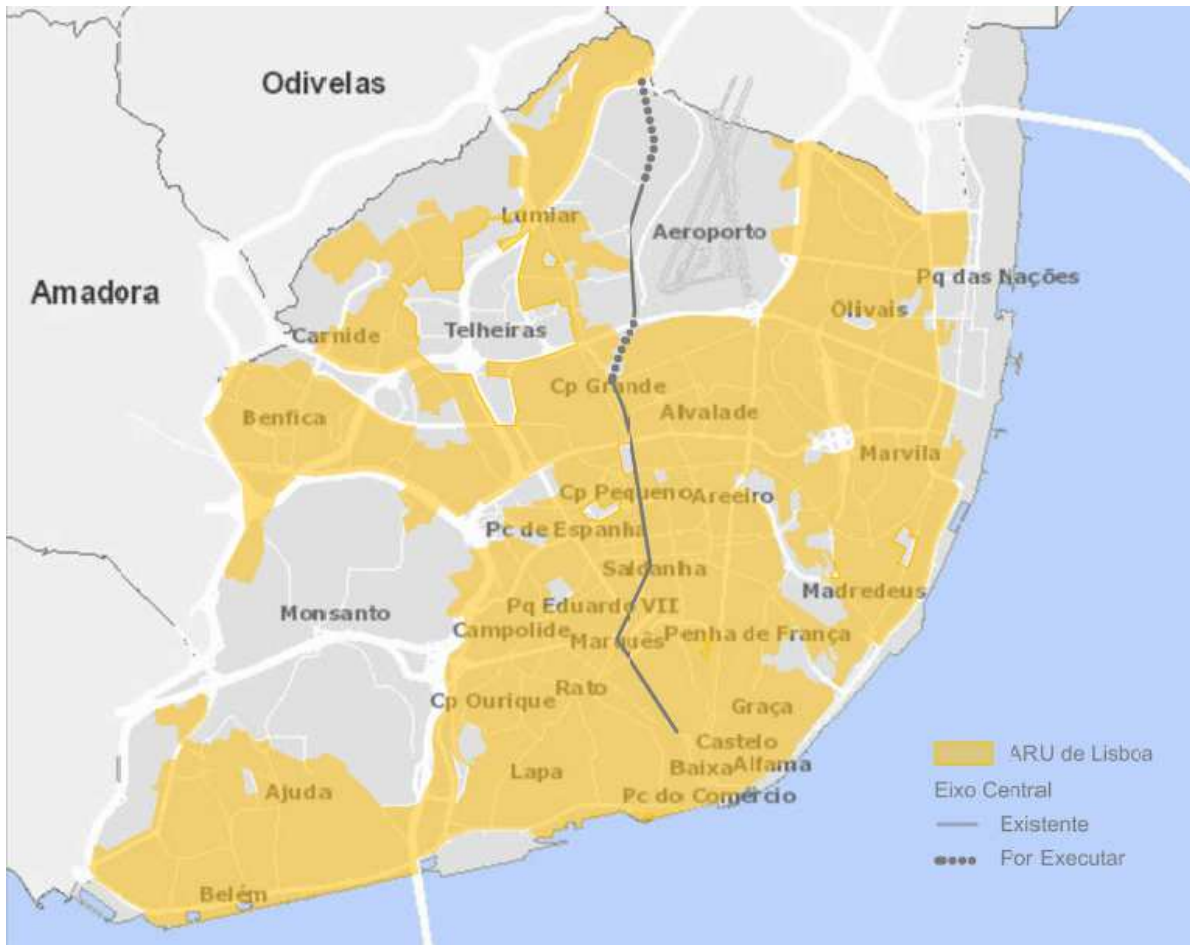 Odivelas
Lumiar
Aeroporto
Amadora
Pq das Nações
Olivais
Carnide
Telheiras
Cp Grande
Alvalade
Benfica
Marvila
Cp Pequeno
Areeiro
Pc de Espanha
Saldanha
Madredeus
Pq Eduardo VII
Monsanto
Campolide
Marquês
Penha de França
Cp Ourique
Rato
Graça
Castelo
Lapa
Baixa
Alfama
Ajuda
Pc do Comércio
Belém
ARU de Lisboa
Eixo Central
Existente
Por Executar